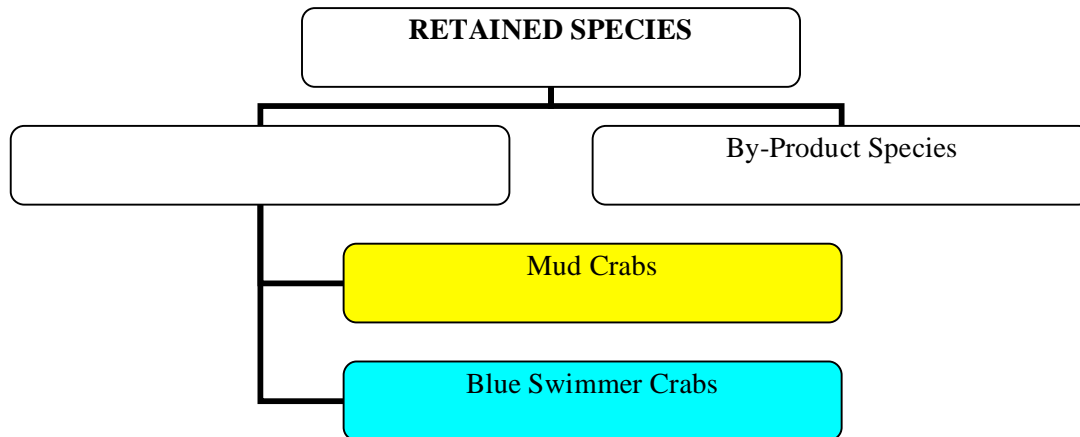 RETAINED SPECIES
By-Product Species
Mud Crabs
Blue Swimmer Crabs